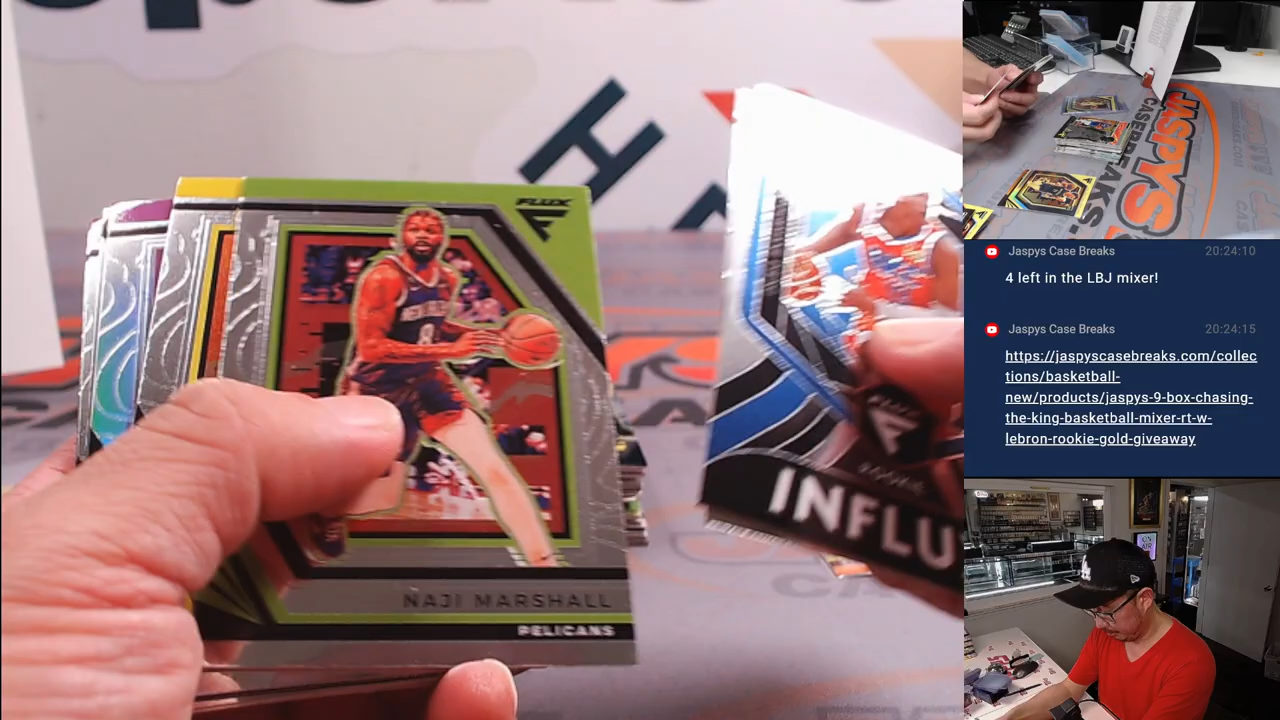 FLUX
8
NAJI MARSHALL
PELICANS
FLUX
INFLU
JASPYS
CASE BREAKS
Jaspys Case Breaks 20:24:10
4 left in the LBJ mixer!
Jaspys Case Breaks 20:24:15
https://jaspyscasebreaks.com/collec
tions/basketball-
new/products/jaspys-9-box-chasing-
the-king-basketball-mixer-rt-w-
lebron-rookie-gold-giveaway